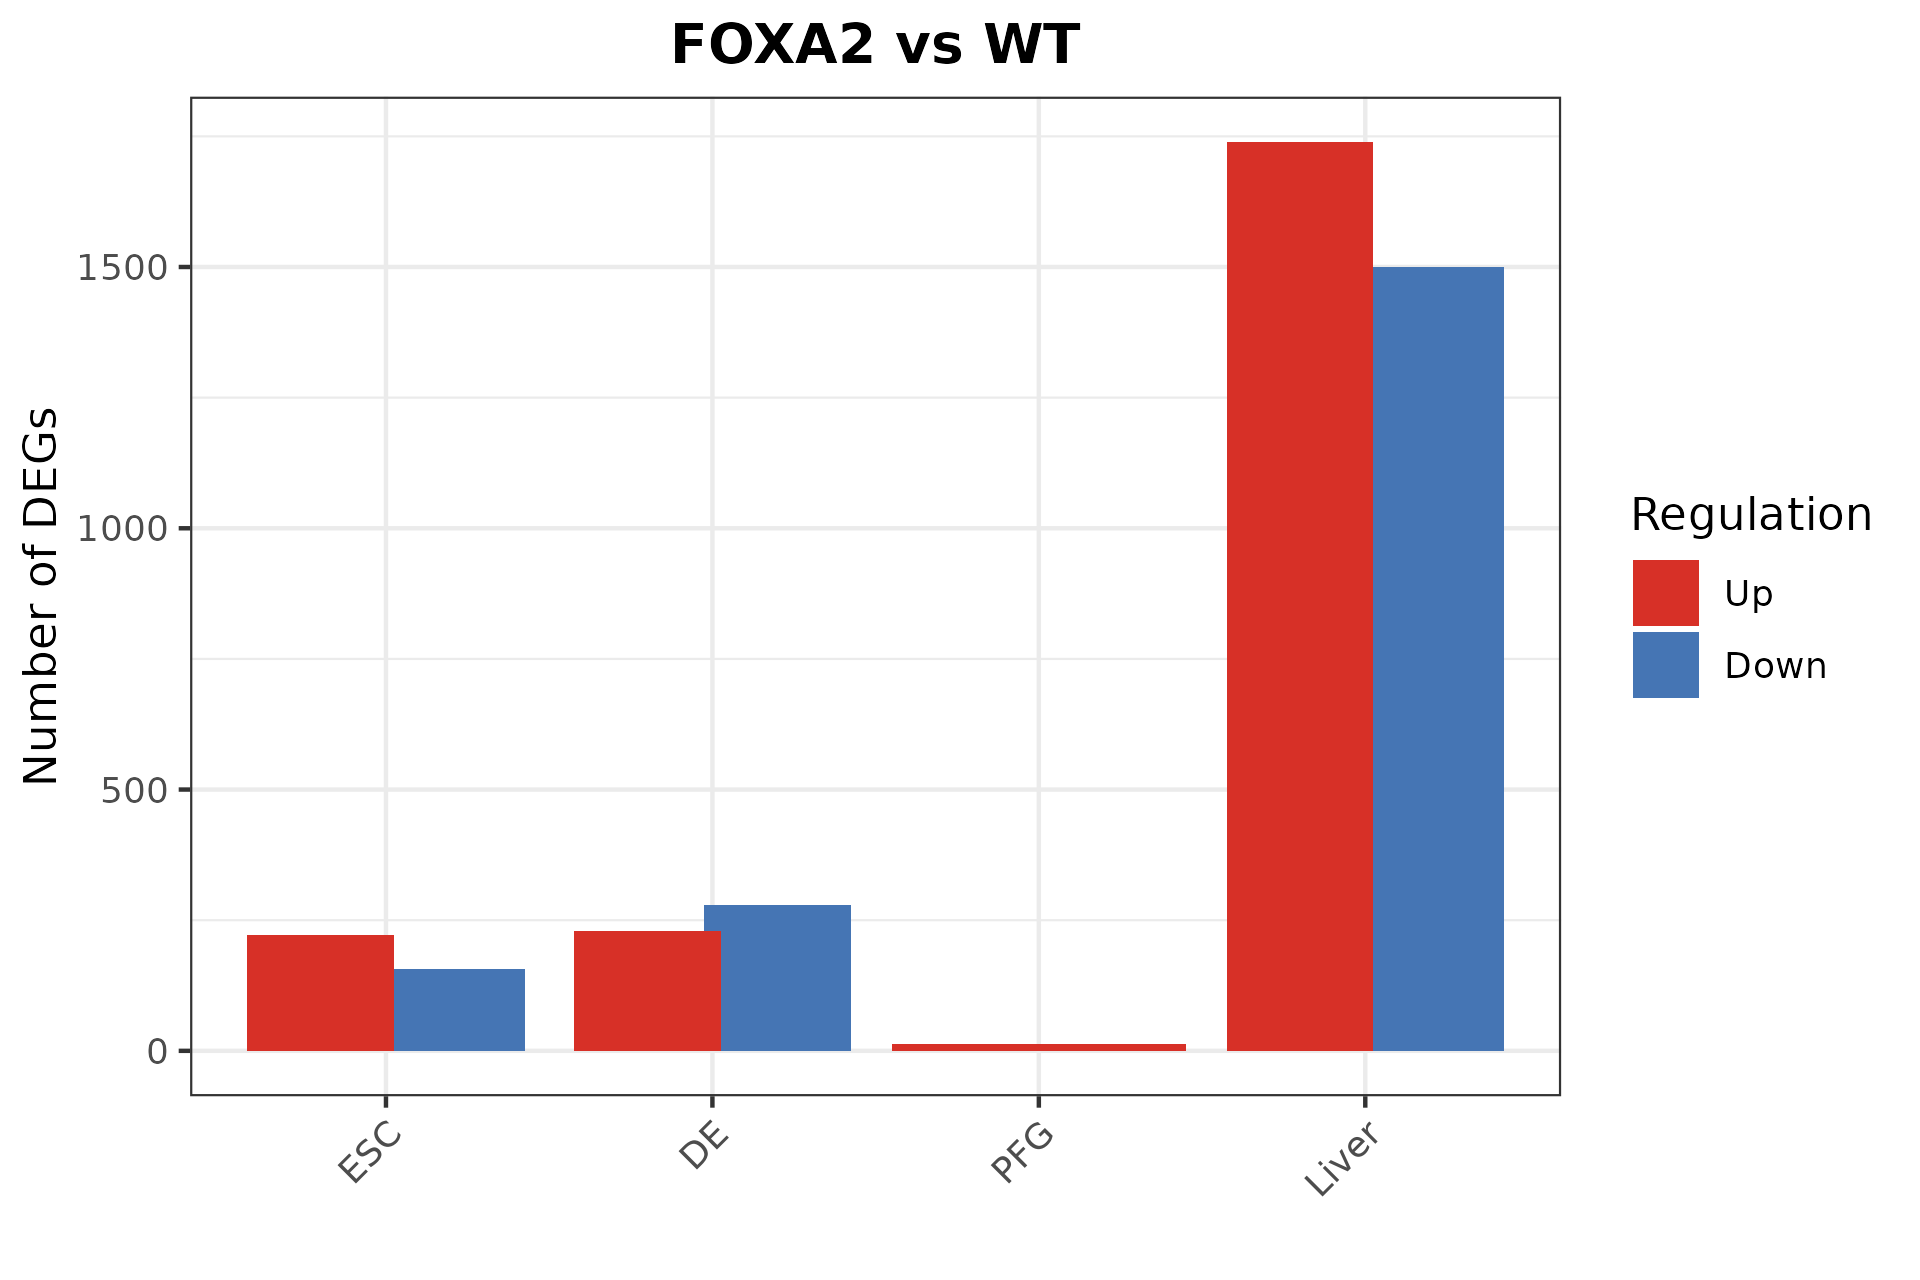 FOXA2 vs WT
Number of DEGs
1500
1000
500
0
ESC
DE
PFG
Liver
Regulation
Up
Down